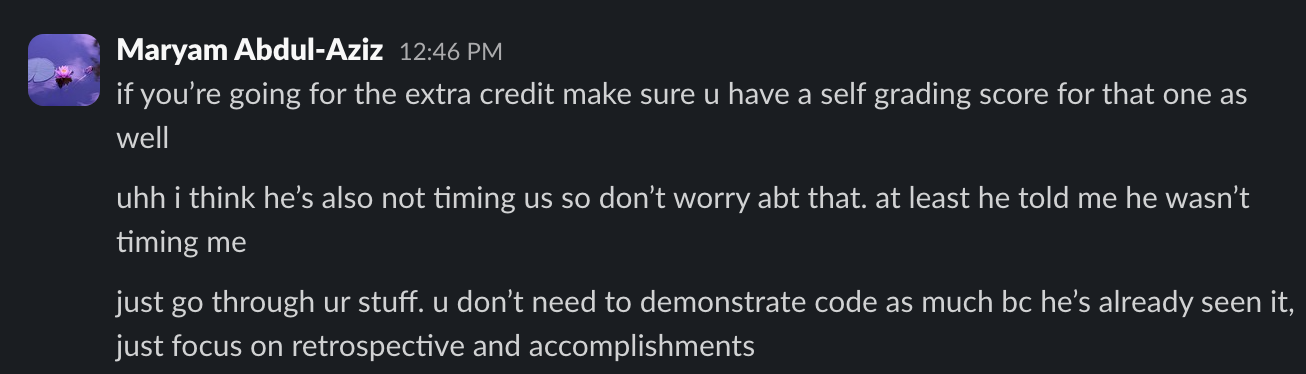 Maryam Abdul-Aziz 12:46 PM
if you’re going for the extra credit make sure u have a self grading score for that one as
well
uhh i think he’s also not timing us so don’t worry abt that. at least he told me he wasn’t
timing me
just go through ur stuff. u don’t need to demonstrate code as much bc he’s already seen it,
just focus on retrospective and accomplishments